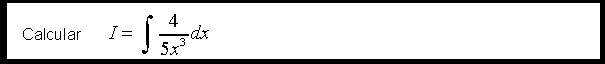 Calcular I = ∫ 4/(5x³) dx